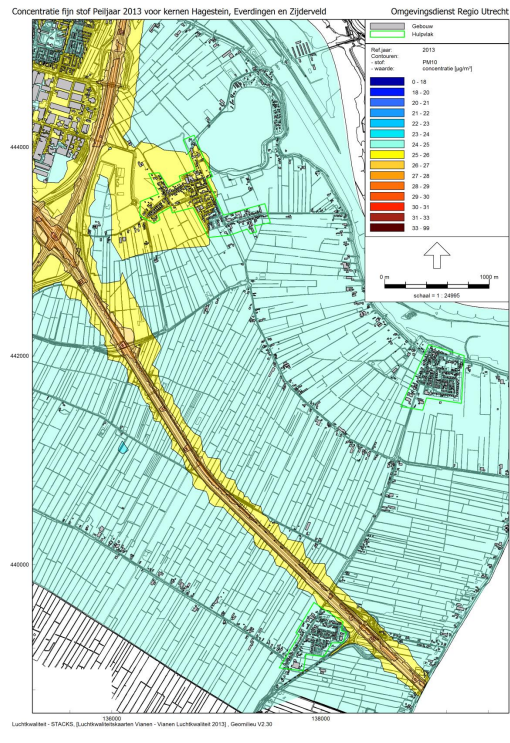 Concentratie fijn stof Peiljaar 2013 voor kernen Hagestein, Everdingen en Zijderveld
Omgevingsdienst Regio Utrecht
Gebouw
Hulpvlak
Ref.jaar: 2013
Contouren:
- stof: PM10
- waarde: concentratie [µg/m³]
0 - 18
18 - 20
20 - 21
21 - 22
22 - 23
23 - 24
24 - 25
25 - 26
26 - 27
27 - 28
28 - 29
29 - 30
30 - 31
31 - 33
33 - 99
0 m 1000 m
schaal = 1 : 24995
444000
442000
440000
136000 138000
Luchtkwaliteit - STACKS, [Luchtkwaliteitskaarten Vianen - Vianen Luchtkwaliteit 2013] , Geomilieu V2.30